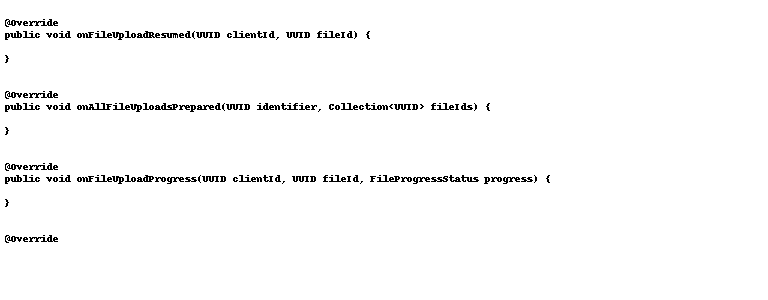 @Override
public void onFileUploadResumed(UUID clientId, UUID fileId) {
}
@Override
public void onAllFileUploadsPrepared(UUID identifier, Collection<UUID> fileIds) {
}
@Override
public void onFileUploadProgress(UUID clientId, UUID fileId, FileProgressStatus progress) {
}
@Override